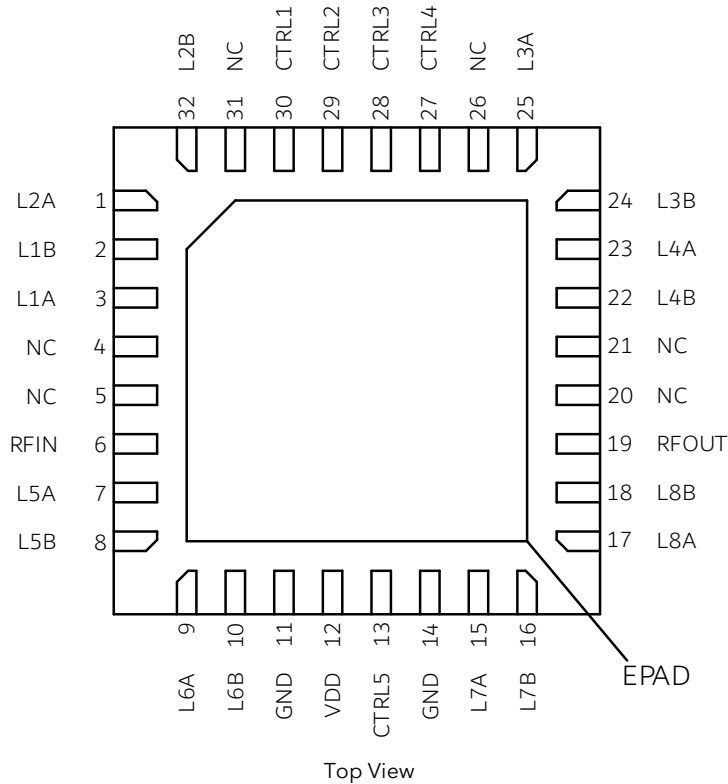 L2B NC CTRL1 CTRL2 CTRL3 CTRL4 NC L3A
32 31 30 29 28 27 26 25
L2A 1 24 L3B
L1B 2 23 L4A
L1A 3 22 L4B
NC 4 21 NC
NC 5 20 NC
RFIN 6 19 RFOUT
L5A 7 18 L8B
L5B 8 17 L8A
9 10 11 12 13 14 15 16
L6A L6B GND VDD CTRL5 GND L7A L7B
EPAD
Top View